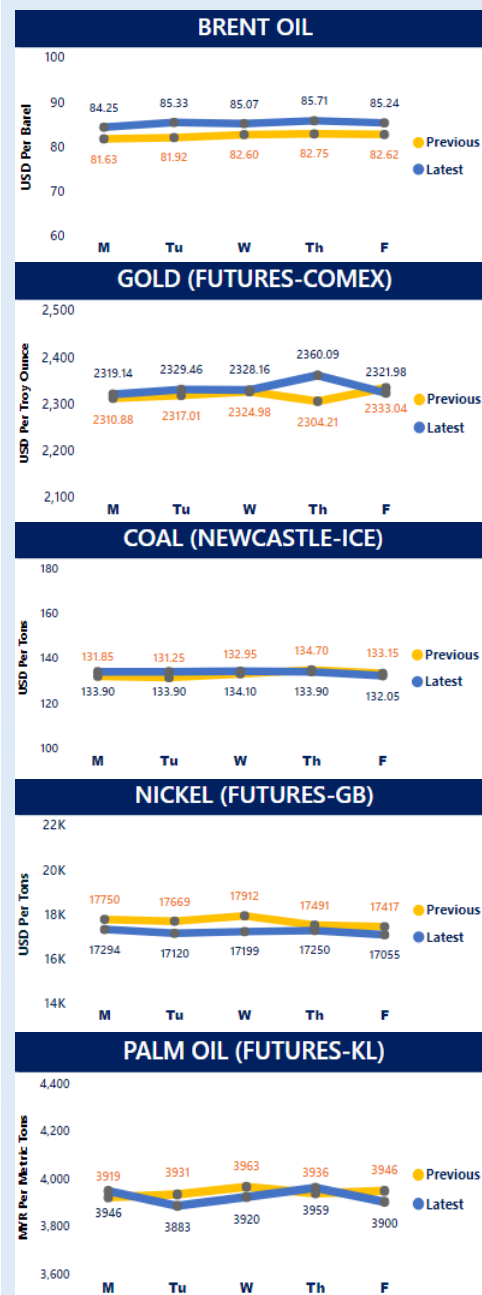 BRENT OIL
100
90
80
70
60
USD Per Barel
84.25 85.33 85.07 85.71 85.24
81.63 81.92 82.60 82.75 82.62
Previous
Latest
M Tu W Th F
GOLD (FUTURES-COMEX)
2,500
2,400
2,300
2,200
2,100
USD Per Troy Ounce
2319.14 2329.46 2328.16 2360.09 2321.98
2310.88 2317.01 2324.98 2304.21 2333.04
Previous
Latest
M Tu W Th F
COAL (NEWCASTLE-ICE)
180
160
140
120
100
USD Per Tons
131.85 131.25 132.95 134.70 133.15
133.90 133.90 134.10 133.90 132.05
Previous
Latest
M Tu W Th F
NICKEL (FUTURES-GB)
22K
20K
18K
16K
14K
USD Per Tons
17750 17669 17912 17491 17417
17294 17120 17199 17250 17055
Previous
Latest
M Tu W Th F
PALM OIL (FUTURES-KL)
4,400
4,200
4,000
3,800
3,600
MYR Per Metric Tons
3919 3931 3963 3936 3946
3946 3883 3920 3959 3900
Previous
Latest
M Tu W Th F